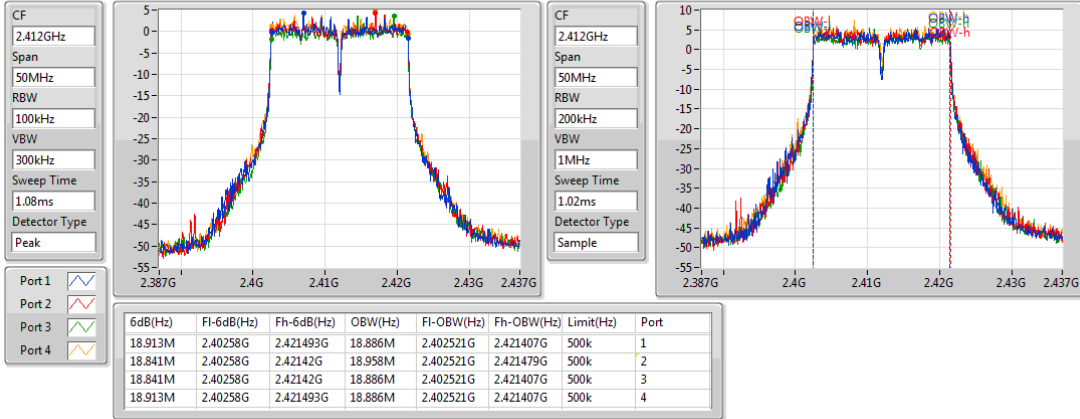 CF
2.412GHz
Span
50MHz
RBW
100kHz
VBW
300kHz
Sweep Time
1.08ms
Detector Type
Peak
5
0
-5
-10
-15
-20
-25
-30
-35
-40
-45
-50
-55
2.387G 2.4G 2.41G 2.42G 2.43G 2.437G
CF
2.412GHz
Span
50MHz
RBW
200kHz
VBW
1MHz
Sweep Time
1.02ms
Detector Type
Sample
10
5
0
-5
-10
-15
-20
-25
-30
-35
-40
-45
-50
-55
OBW-l
OBW-h
OBW-h
2.387G 2.4G 2.41G 2.42G 2.43G 2.437G
Port 1
Port 2
Port 3
Port 4
6dB(Hz) Fl-6dB(Hz) Fh-6dB(Hz) OBW(Hz) Fl-OBW(Hz) Fh-OBW(Hz) Limit(Hz) Port
18.913M 2.40258G 2.421493G 18.886M 2.402521G 2.421407G 500k 1
18.841M 2.40258G 2.42142G 18.958M 2.402521G 2.421479G 500k 2
18.841M 2.40258G 2.42142G 18.886M 2.402521G 2.421407G 500k 3
18.913M 2.40258G 2.421493G 18.886M 2.402521G 2.421407G 500k 4